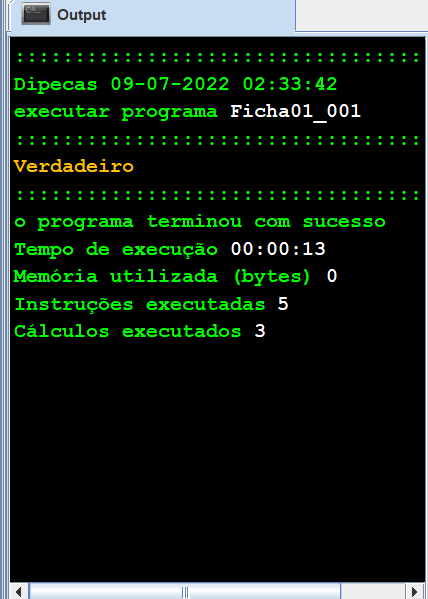 Output
::::::::::::::::::::::::::::::::::
Dipecas 09-07-2022 02:33:42
executar programa Ficha01_001
::::::::::::::::::::::::::::::::::
Verdadeiro
::::::::::::::::::::::::::::::::::
o programa terminou com sucesso
Tempo de execução 00:00:13
Memória utilizada (bytes) 0
Instruções executadas 5
Cálculos executados 3